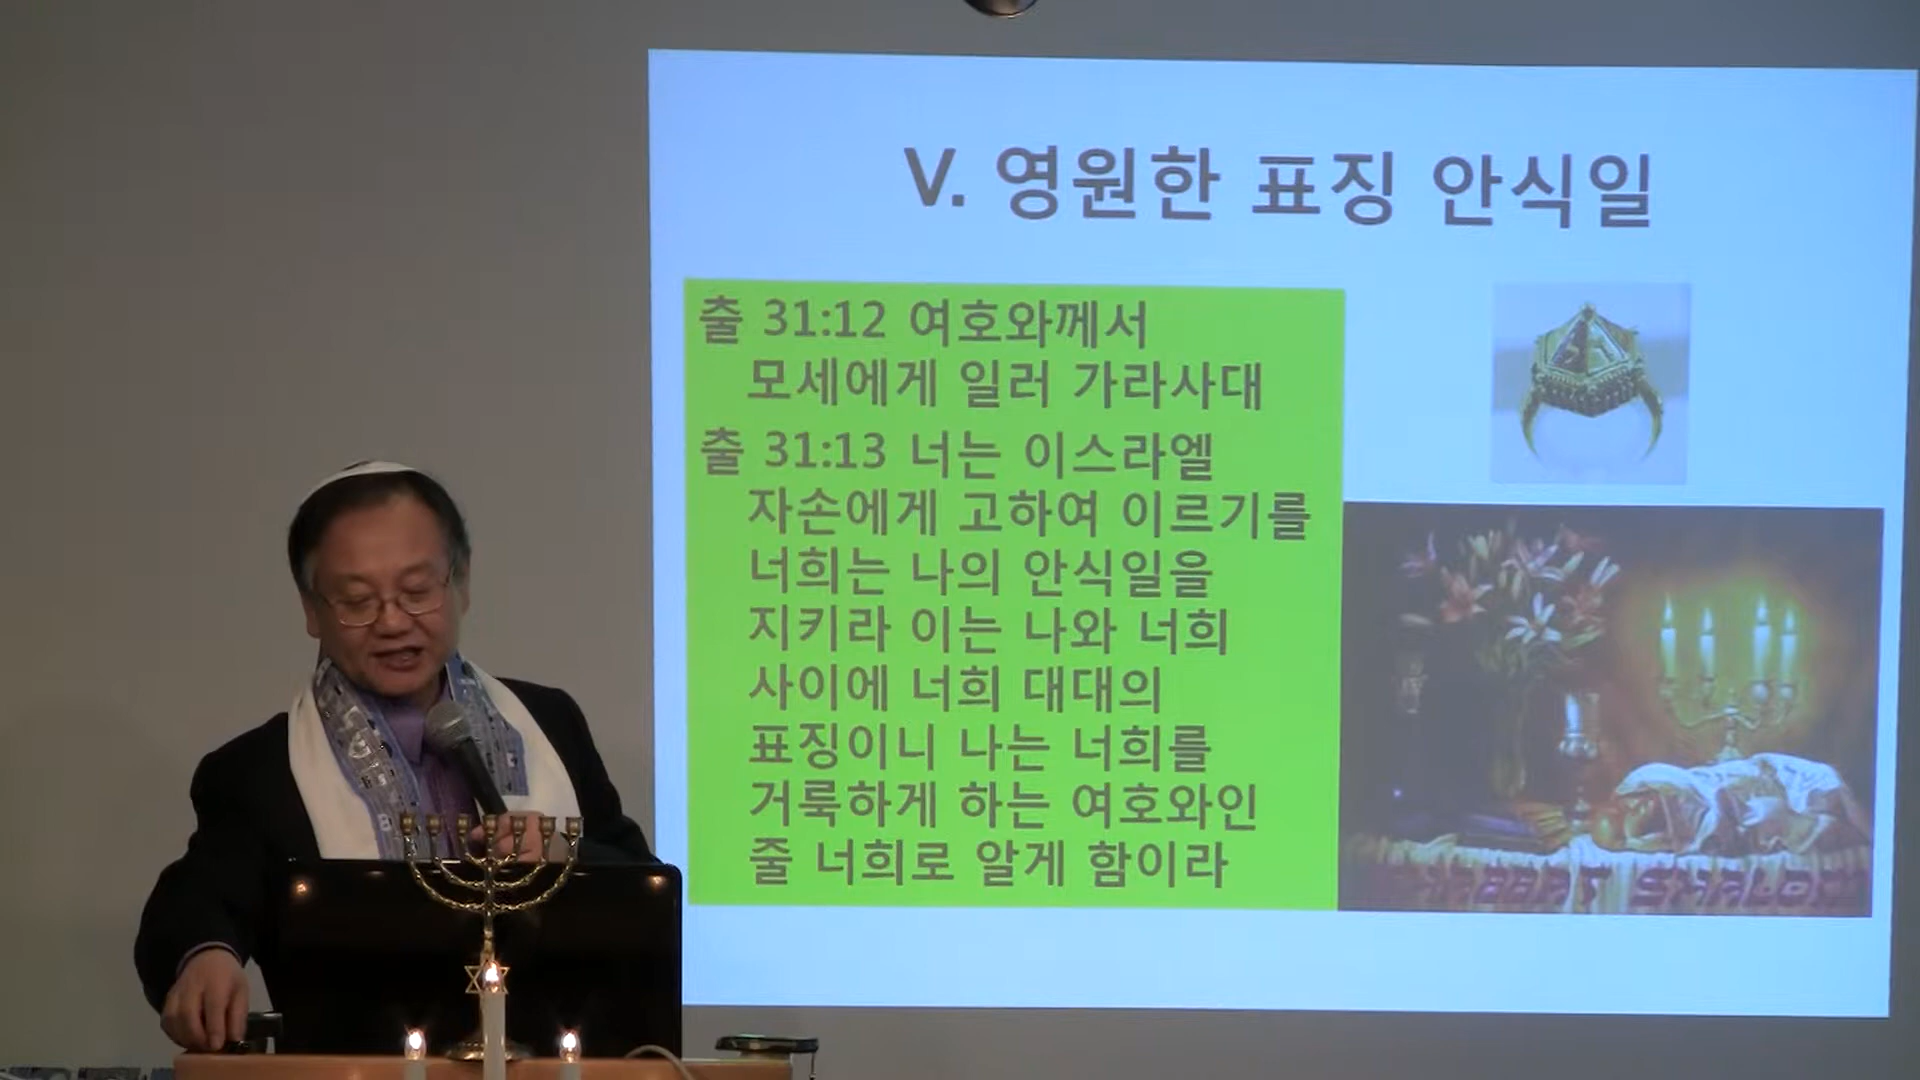 V. 영원한 표징 안식일
출 31:12 여호와께서
모세에게 일러 가라사대
출 31:13 너는 이스라엘
자손에게 고하여 이르기를
너희는 나의 안식일을
지키라 이는 나와 너희
사이에 너희 대대의
표징이니 나는 너희를
거룩하게 하는 여호와인
줄 너희로 알게 함이라
SHABBAT SHALOM